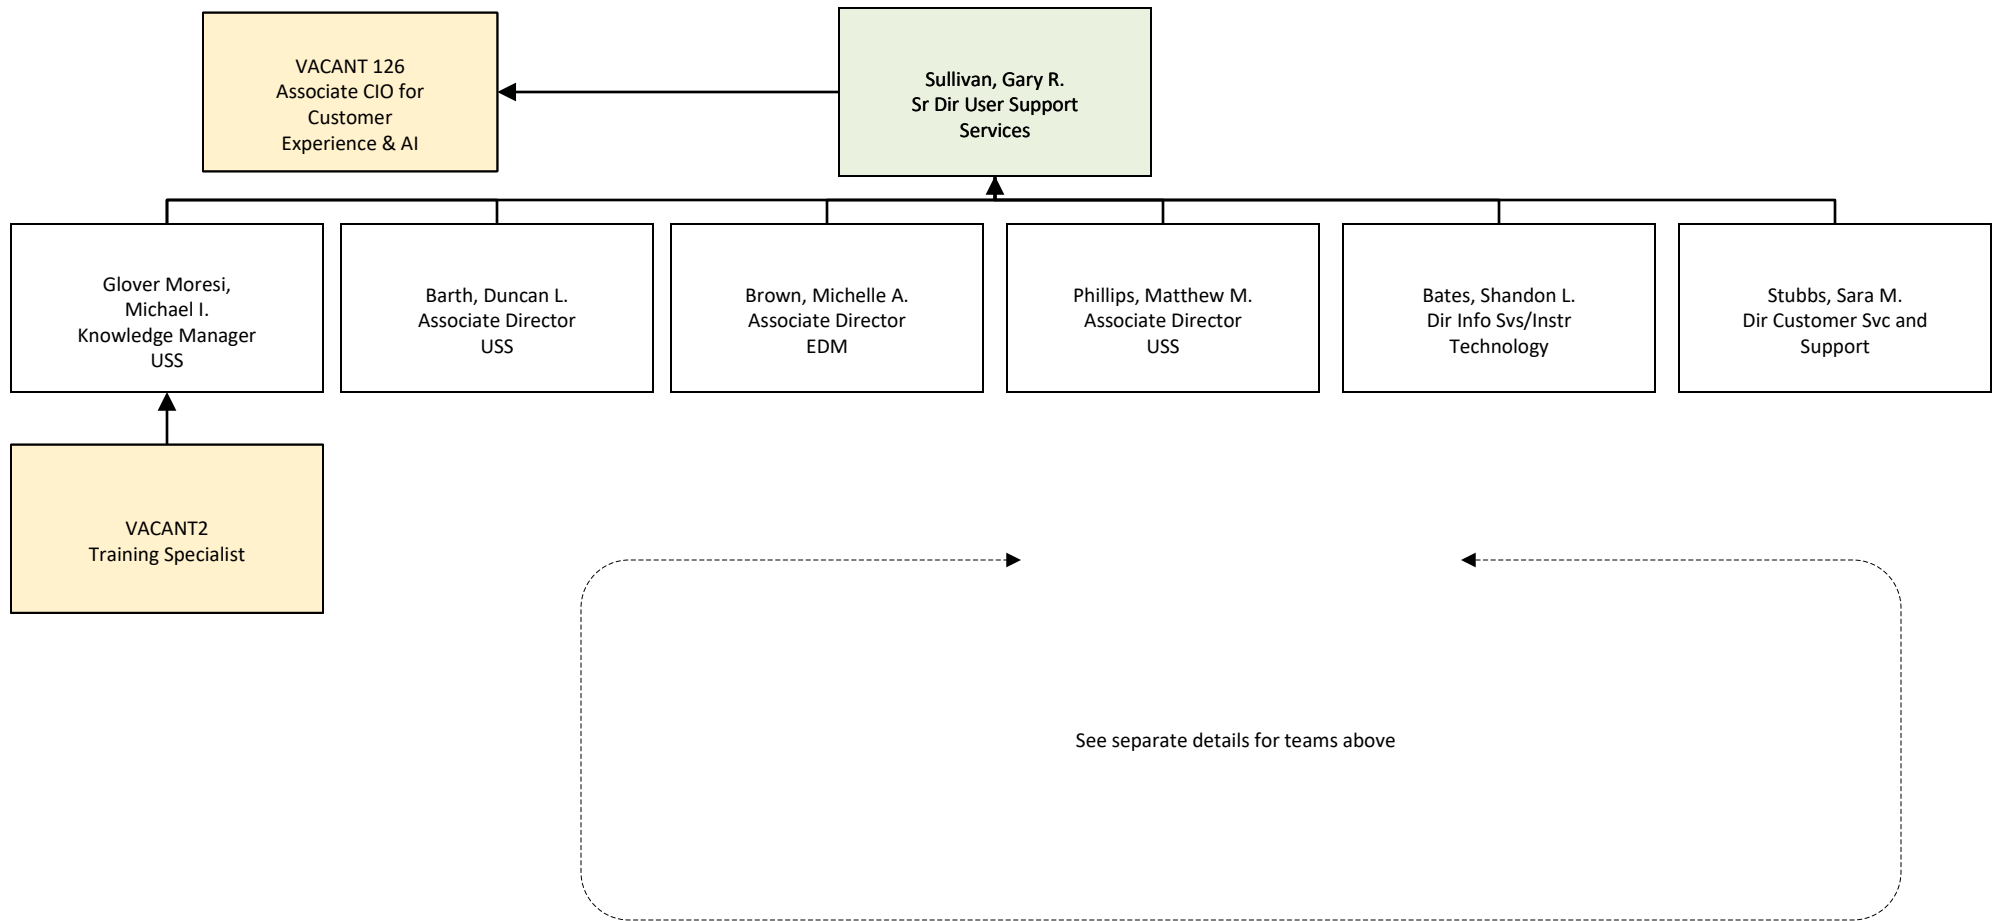 VACANT 126
Associate CIO for
Customer
Experience & AI
Sullivan, Gary R.
Sr Dir User Support
Services
Glover Moresi,
Michael I.
Knowledge Manager
USS
Barth, Duncan L.
Associate Director
USS
Brown, Michelle A.
Associate Director
EDM
Phillips, Matthew M.
Associate Director
USS
Bates, Shandon L.
Dir Info Svs/Instr
Technology
Stubbs, Sara M.
Dir Customer Svc and
Support
VACANT2
Training Specialist
See separate details for teams above